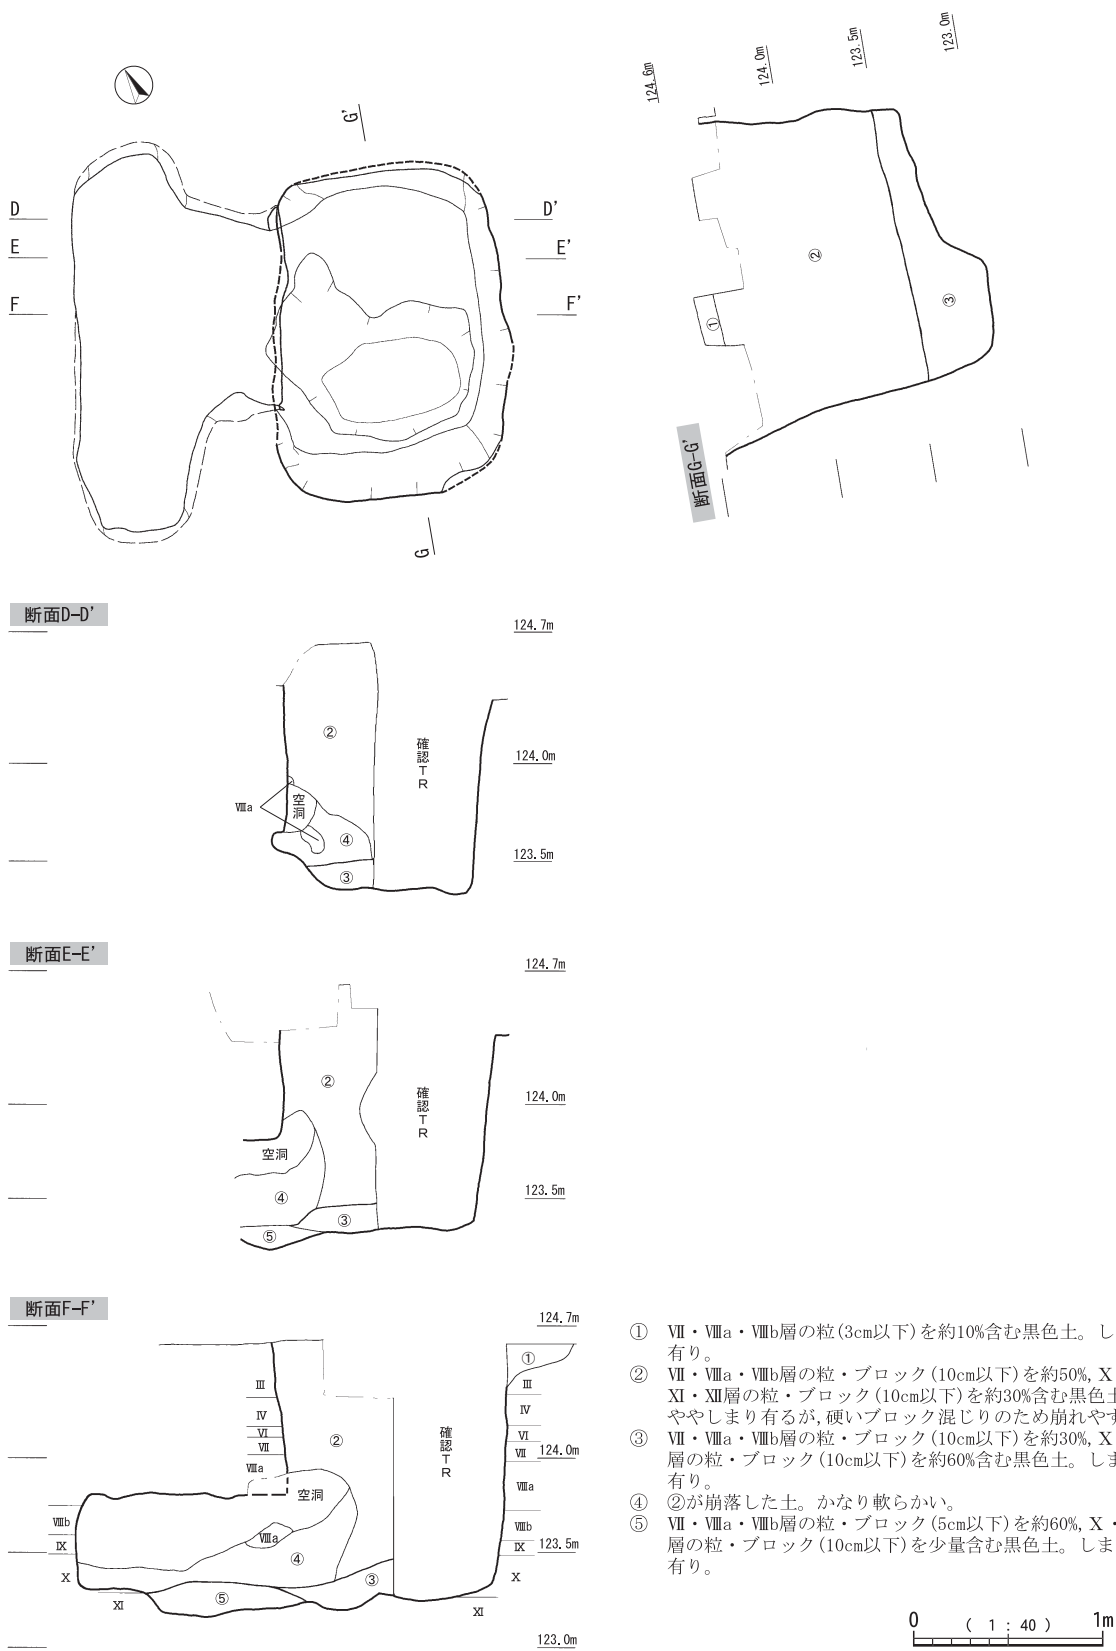 G'
D
D'
E
E'
F
F'
G
124.6m
124.0m
123.5m
123.0m
①
②
③
断面G-G'
断面D-D'
124.7m
②
確認TR
124.0m
空洞
Ⅷa
④
123.5m
③
断面E-E'
124.7m
②
確認TR
124.0m
空洞
④
123.5m
③
⑤
断面F-F'
124.7m
①
Ⅲ
Ⅲ
Ⅳ
Ⅳ
Ⅵ
Ⅵ
②
確認TR
Ⅶ
Ⅶ
124.0m
Ⅷa
Ⅷa
空洞
Ⅷb
Ⅷa
Ⅷb
Ⅸ
④
Ⅸ
123.5m
Ⅹ
③
Ⅹ
Ⅺ
⑤
Ⅺ
123.0m
① Ⅶ・Ⅷa・Ⅷb層の粒(3cm以下)を約10%含む黒色土。し
有り。
② Ⅶ・Ⅷa・Ⅷb層の粒・ブロック(10cm以下)を約50%,Ⅹ
Ⅺ・Ⅻ層の粒・ブロック(10cm以下)を約30%含む黒色土
ややしまり有るが,硬いブロック混じりのため崩れやす
③ Ⅶ・Ⅷa・Ⅷb層の粒・ブロック(10cm以下)を約30%,Ⅹ
層の粒・ブロック(10cm以下)を約60%含む黒色土。しま
有り。
④ ②が崩落した土。かなり軟らかい。
⑤ Ⅶ・Ⅷa・Ⅷb層の粒・ブロック(5cm以下)を約60%,Ⅹ・
層の粒・ブロック(10cm以下)を少量含む黒色土。しま
有り。
0 ( 1 : 40 ) 1m